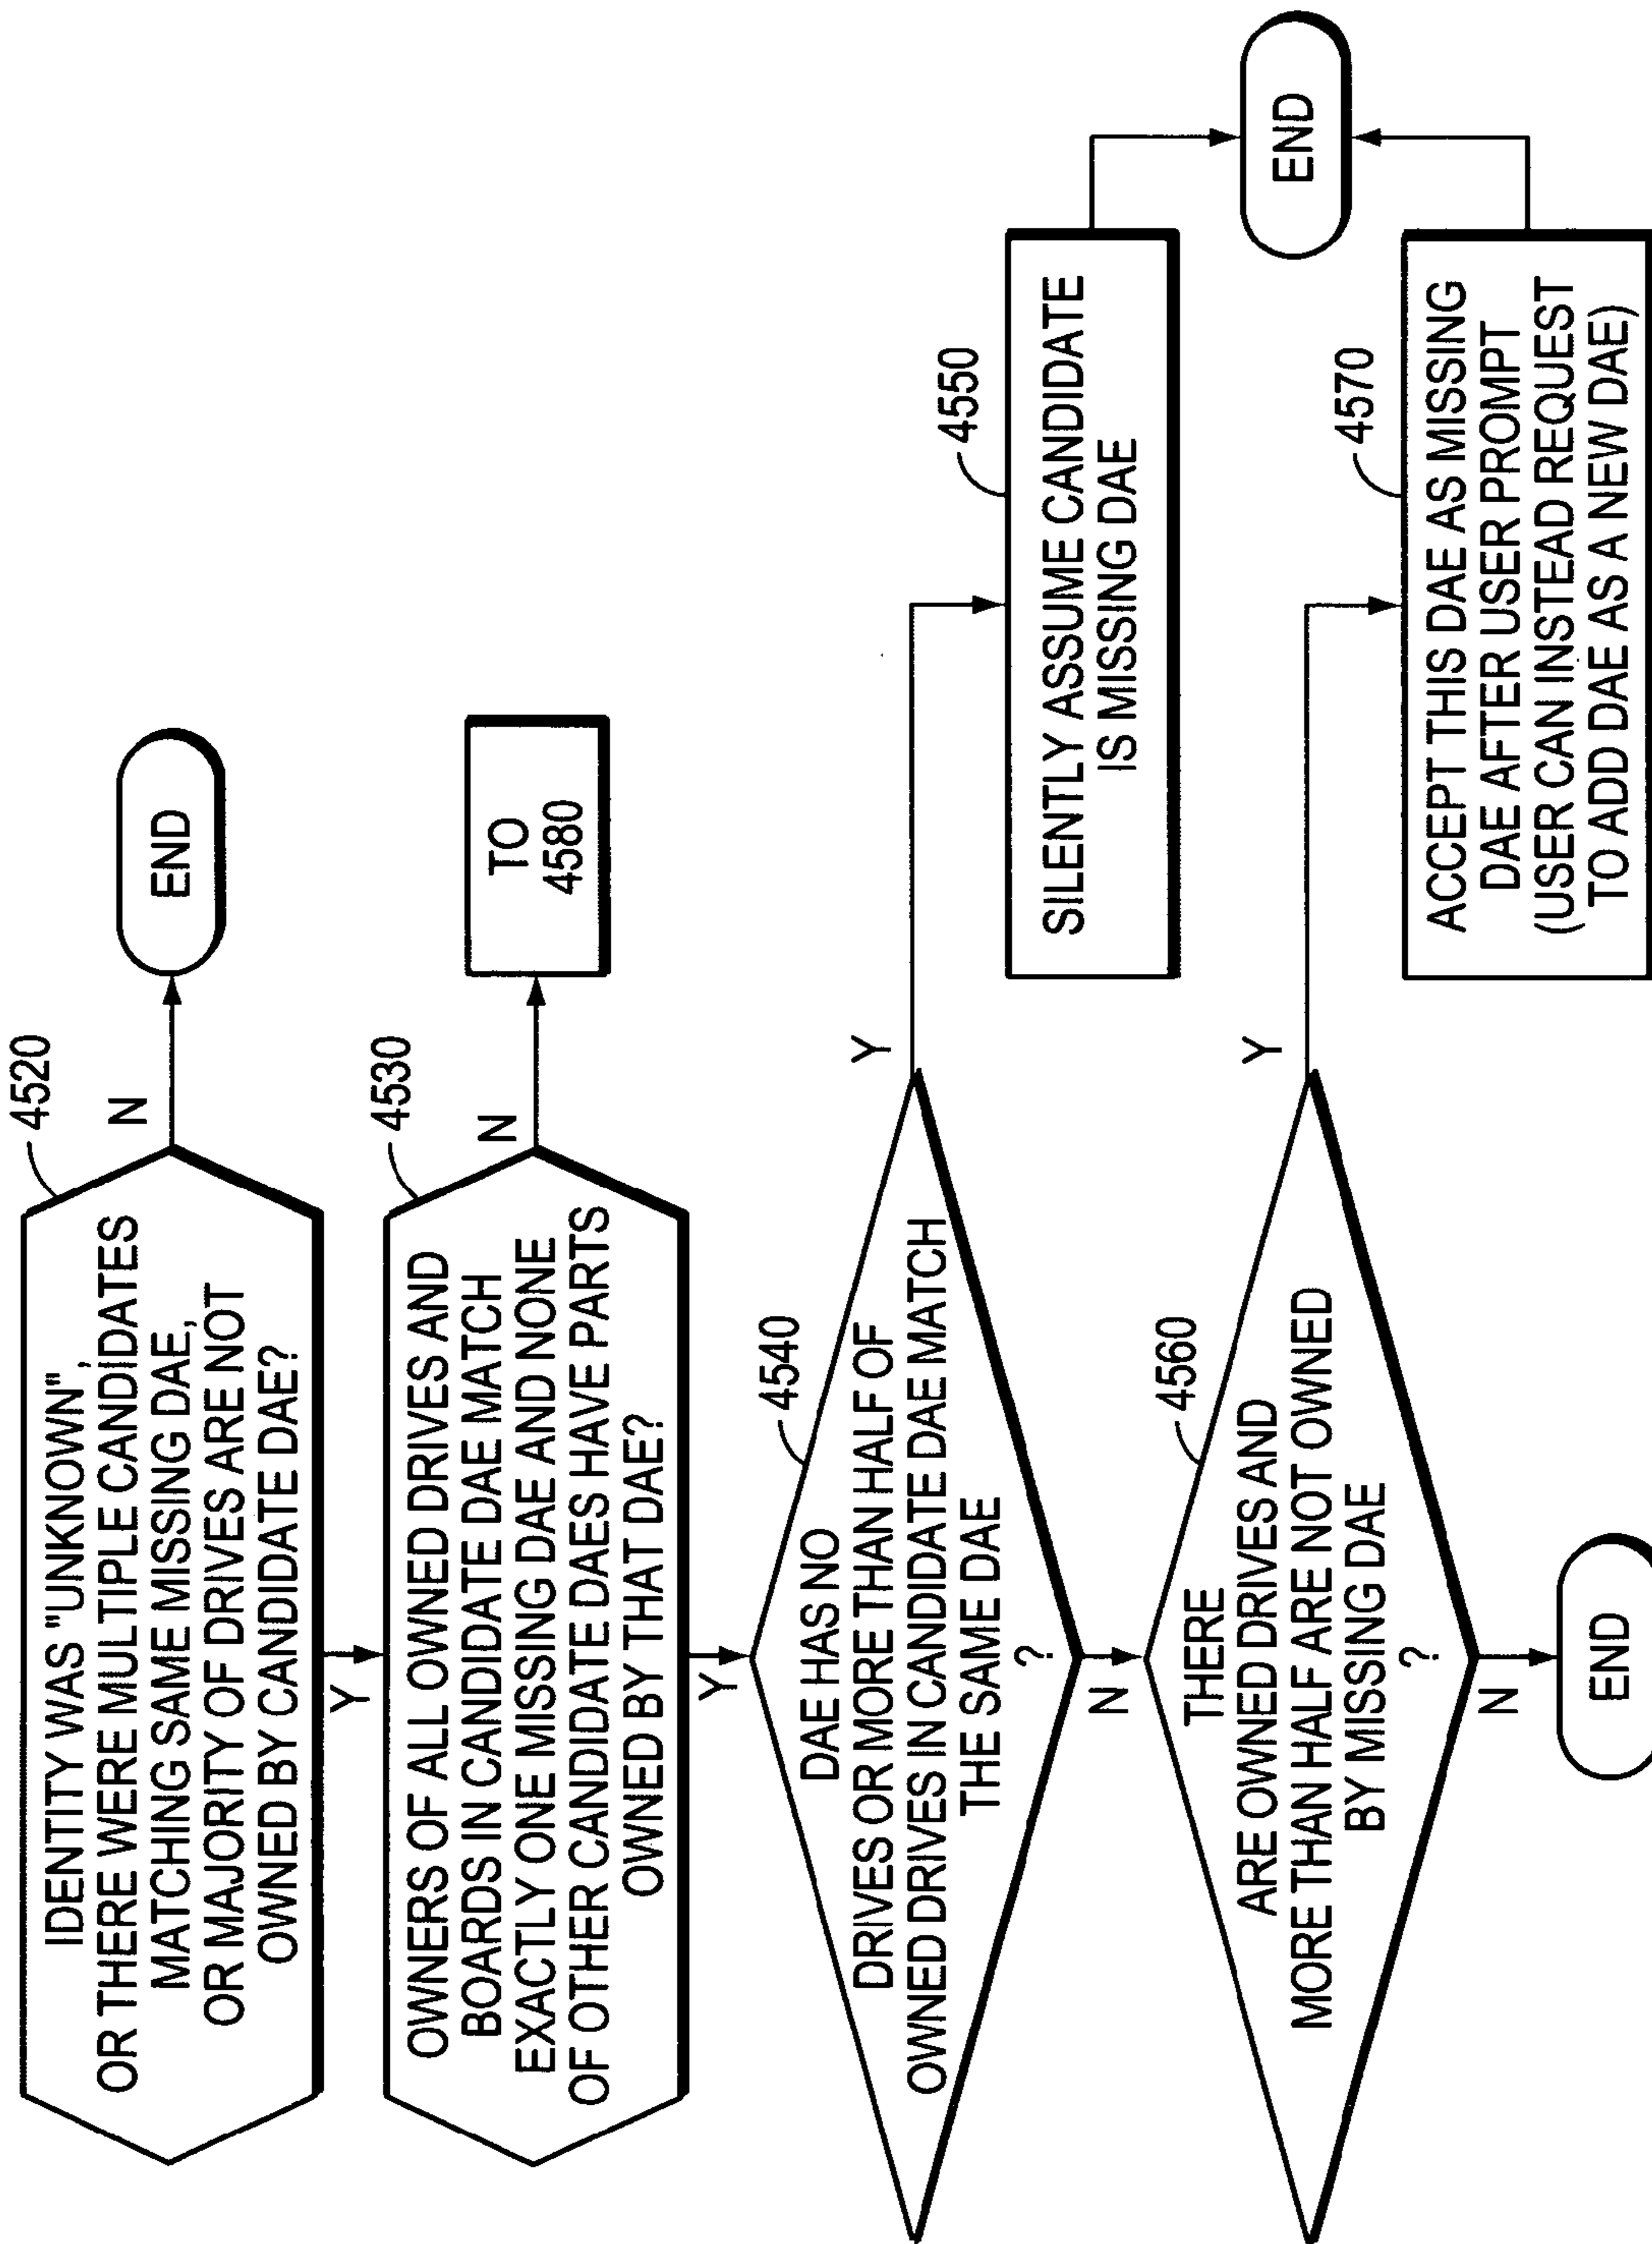 4520
IDENTITY WAS "UNKNOWN",
OR THERE WERE MULTIPLE CANDIDATES
MATCHING SAME MISSING DAE,
OR MAJORITY OF DRIVES ARE NOT
OWNED BY CANDIDATE DAE?
N
END
Y
4530
OWNERS OF ALL OWNED DRIVES AND
BOARDS IN CANDIDATE DAE MATCH
EXACTLY ONE MISSING DAE AND NONE
OF OTHER CANDIDATE DAES HAVE PARTS
OWNED BY THAT DAE?
N
TO
4580
Y
4540
DAE HAS NO
DRIVES OR MORE THAN HALF OF
OWNED DRIVES IN CANDIDATE DAE MATCH
THE SAME DAE
?
Y
4550
SILENTLY ASSUME CANDIDATE
IS MISSING DAE
N
END
4560
THERE
ARE OWNED DRIVES AND
MORE THAN HALF ARE NOT OWNED
BY MISSING DAE
?
Y
4570
ACCEPT THIS DAE AS MISSING
DAE AFTER USER PROMPT
(USER CAN INSTEAD REQUEST
TO ADD DAE AS A NEW DAE)
N
END